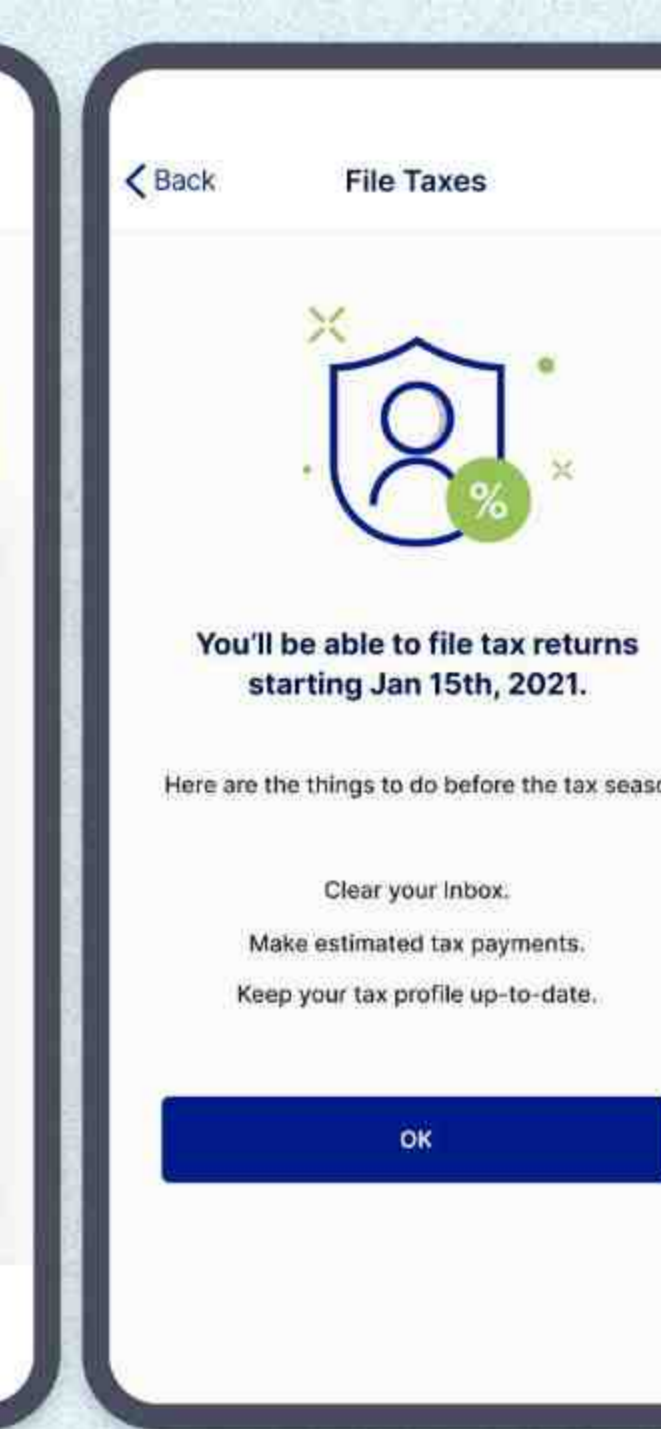 Back
File Taxes
%
You'll be able to file tax returns
starting Jan 15th, 2021.
Here are the things to do before the tax
Clear your Inbox.
Make estimated tax payments.
Keep your tax profile up-to-date.
OK